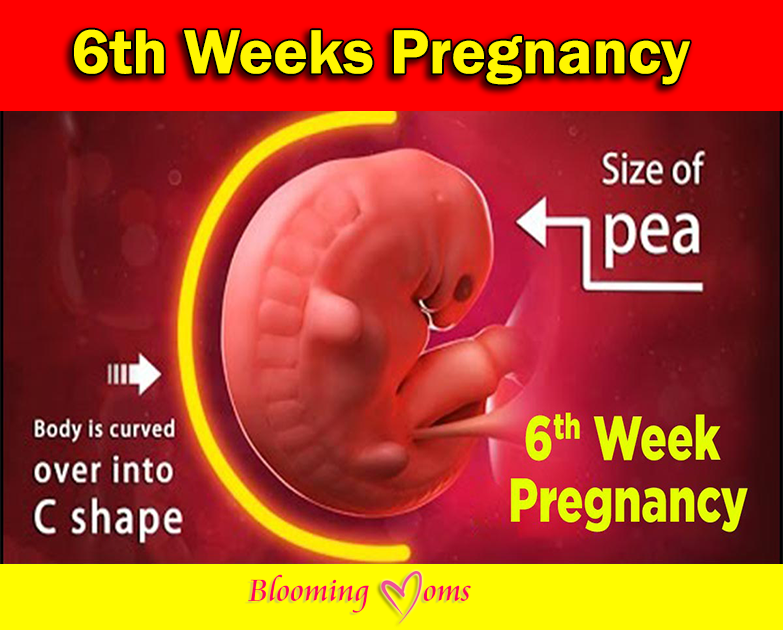 6th Weeks Pregnancy
Size of
pea
Body is curved
over into
C shape
6th Week
Pregnancy
Blooming Moms